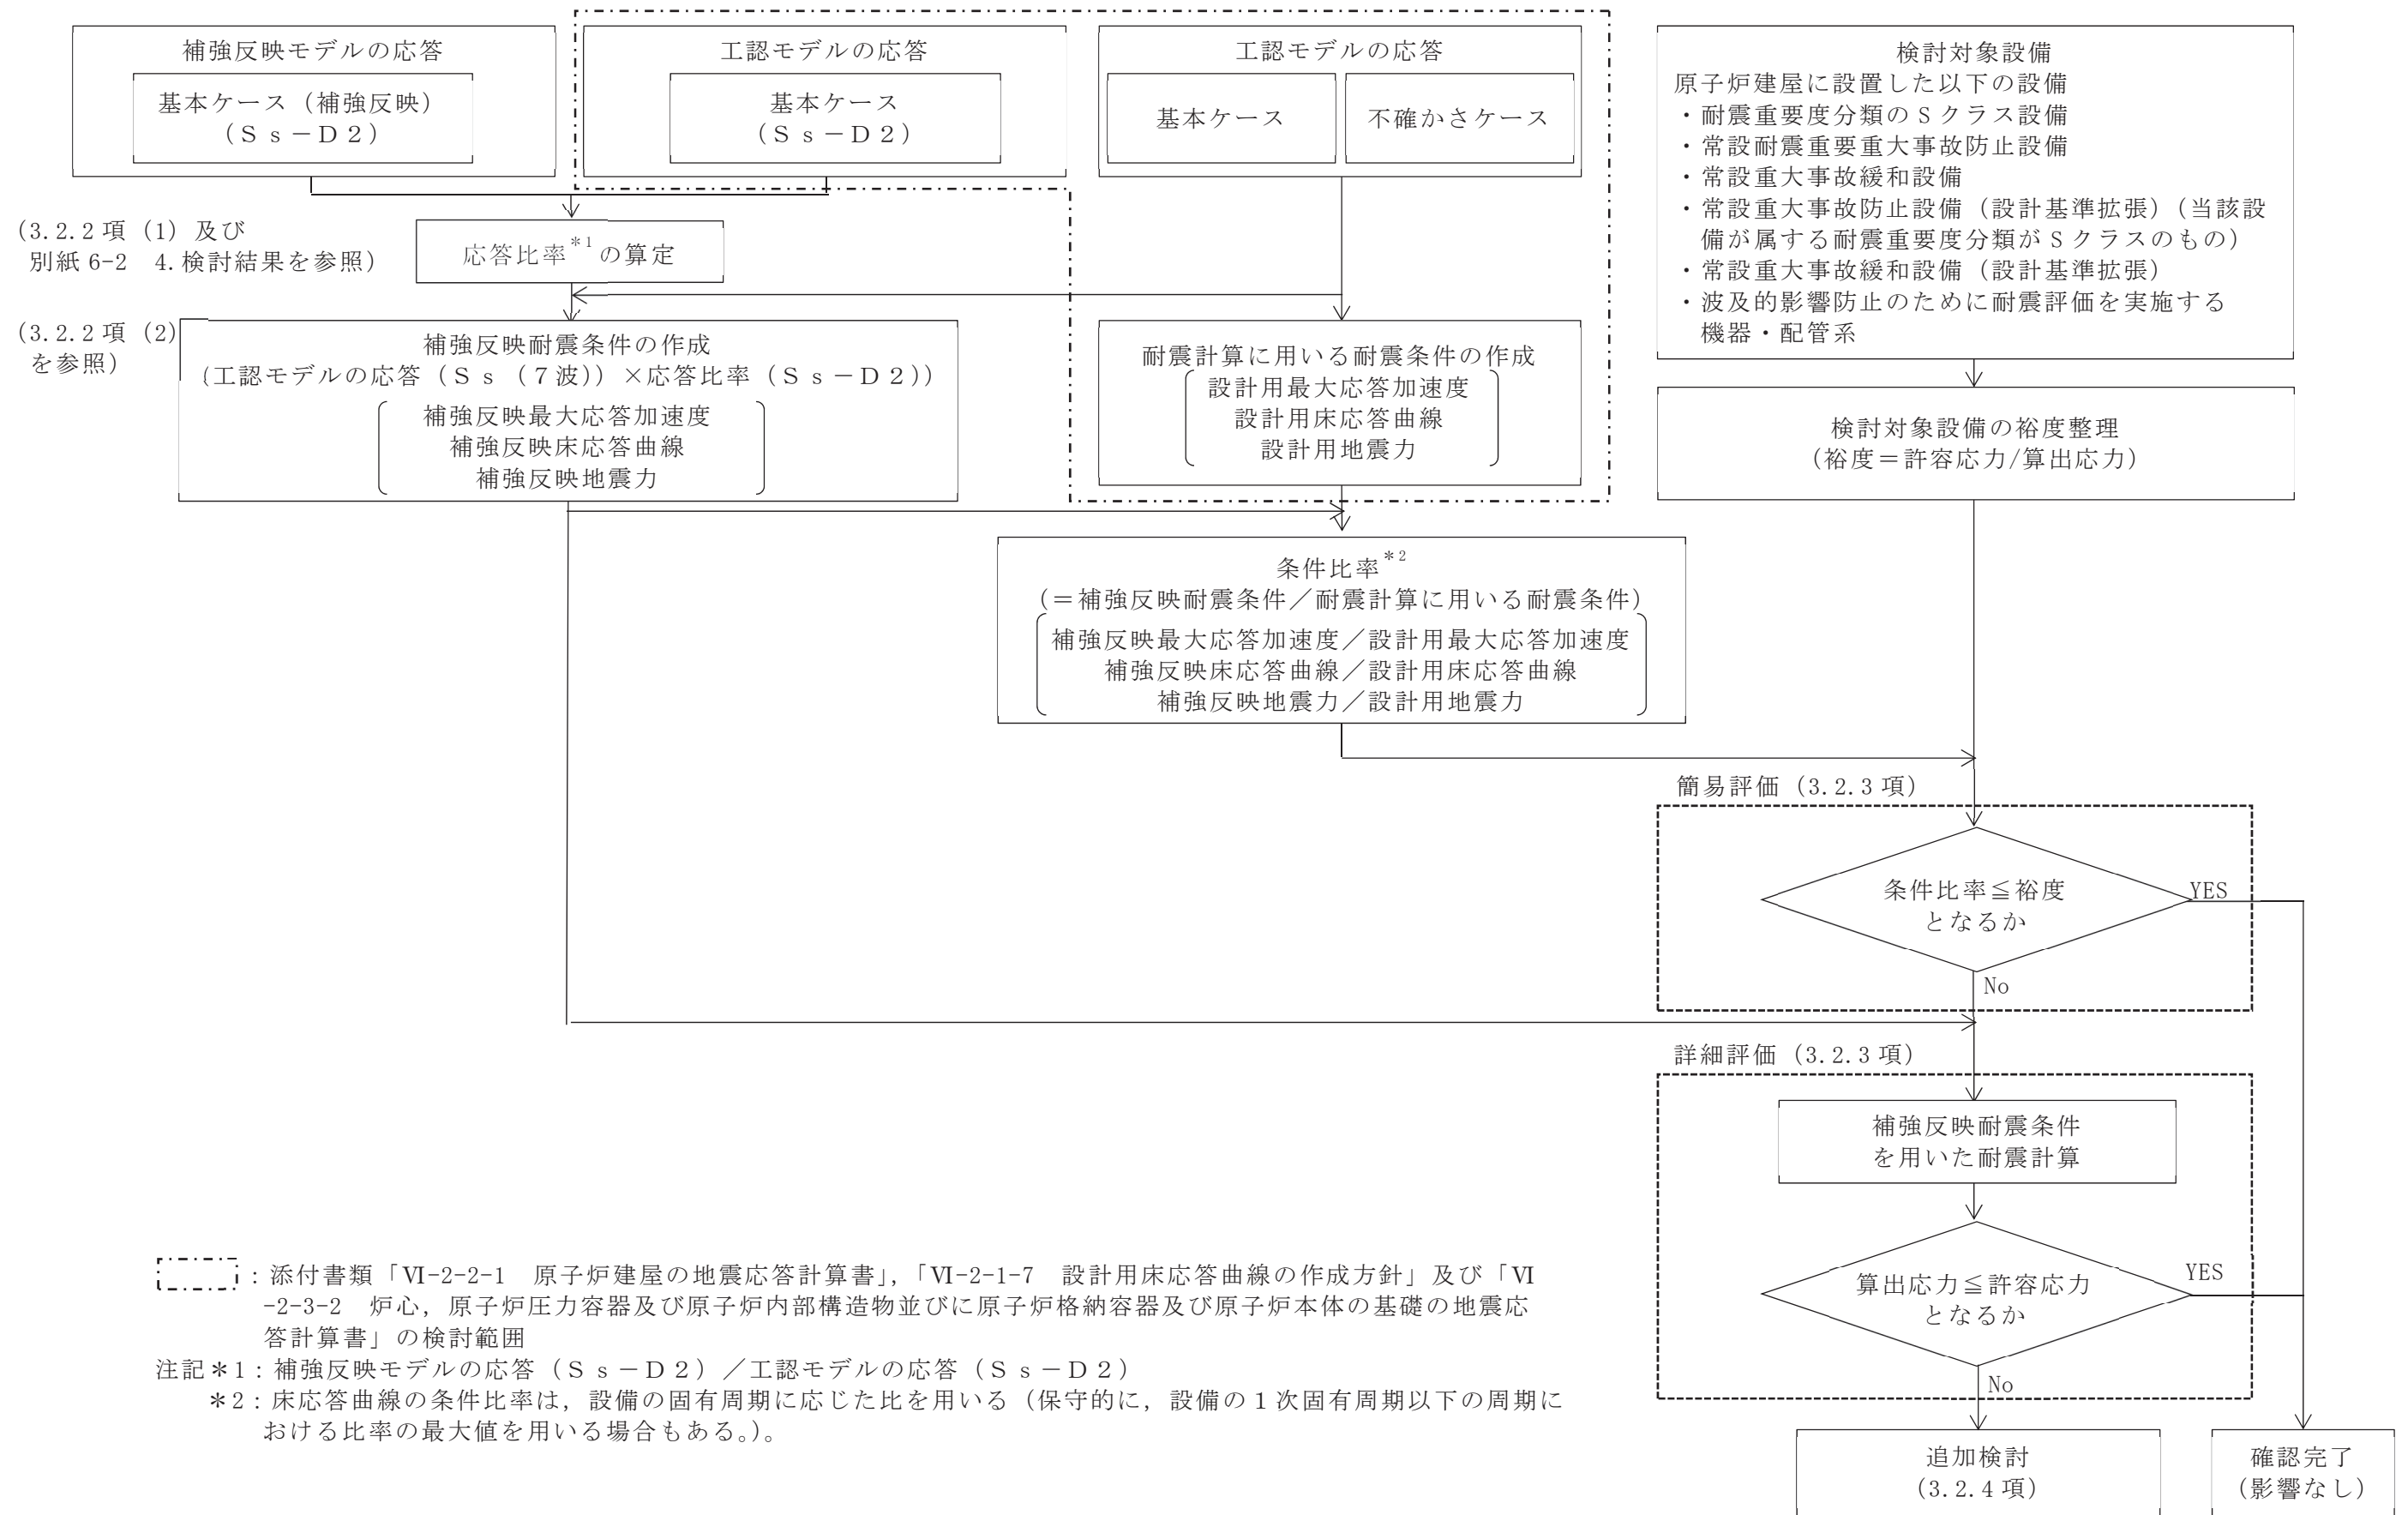 補強反映モデルの応答
基本ケース（補強反映）
（Ｓｓ－Ｄ２）
工認モデルの応答
基本ケース
（Ｓｓ－Ｄ２）
工認モデルの応答
基本ケース
不確かさケース
検討対象設備
原子炉建屋に設置した以下の設備
・耐震重要度分類のＳクラス設備
・常設耐震重要重大事故防止設備
・常設重大事故緩和設備
・常設重大事故防止設備（設計基準拡張）（当該設
備が属する耐震重要度分類がＳクラスのもの）
・常設重大事故緩和設備（設計基準拡張）
・波及的影響防止のために耐震評価を実施する
機器・配管系
（3.2.2項（1）及び
別紙6-2　4.検討結果を参照）
応答比率＊1の算定
（3.2.2項（2）
を参照）
補強反映耐震条件の作成
（工認モデルの応答（Ｓｓ（７波））×応答比率（Ｓｓ－Ｄ２））
補強反映最大応答加速度
補強反映床応答曲線
補強反映地震力
耐震計算に用いる耐震条件の作成
設計用最大応答加速度
設計用床応答曲線
設計用地震力
検討対象設備の裕度整理
（裕度＝許容応力/算出応力）
条件比率＊2
（＝補強反映耐震条件／耐震計算に用いる耐震条件）
補強反映最大応答加速度／設計用最大応答加速度
補強反映床応答曲線／設計用床応答曲線
補強反映地震力／設計用地震力
簡易評価（3.2.3項）
条件比率≦裕度
となるか
YES
No
詳細評価（3.2.3項）
補強反映耐震条件
を用いた耐震計算
算出応力≦許容応力
となるか
YES
No
追加検討
（3.2.4項）
確認完了
（影響なし）
：添付書類「Ⅵ-2-2-1　原子炉建屋の地震応答計算書」，「Ⅵ-2-1-7　設計用床応答曲線の作成方針」及び「Ⅵ
-2-3-2　炉心，原子炉圧力容器及び原子炉内部構造物並びに原子炉格納容器及び原子炉本体の基礎の地震応
答計算書」の検討範囲
注記＊1：補強反映モデルの応答（Ｓｓ－Ｄ２）／工認モデルの応答（Ｓｓ－Ｄ２）
＊2：床応答曲線の条件比率は，設備の固有周期に応じた比を用いる（保守的に，設備の１次固有周期以下の周期に
おける比率の最大値を用いる場合もある。）。